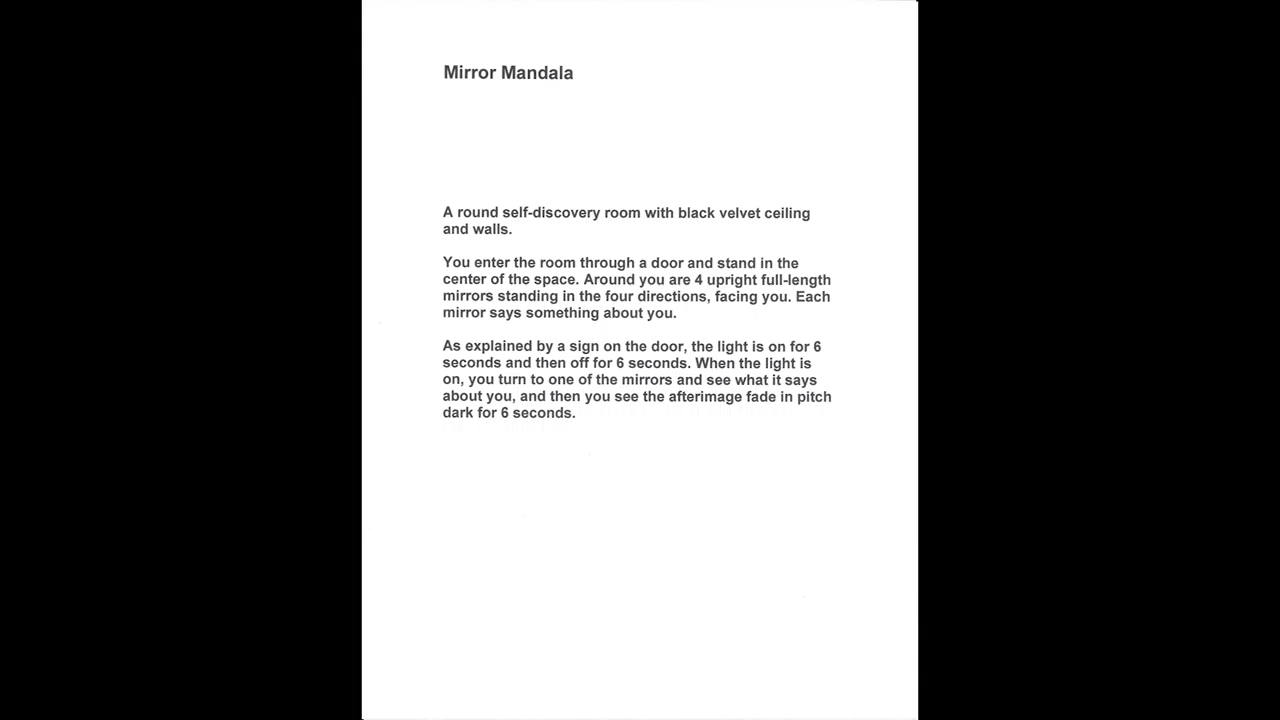 Mirror Mandala
A round self-discovery room with black velvet ceiling
and walls.
You enter the room through a door and stand in the
center of the space. Around you are 4 upright full-length
mirrors standing in the four directions, facing you. Each
mirror says something about you.
As explained by a sign on the door, the light is on for 6
seconds and then off for 6 seconds. When the light is
on, you turn to one of the mirrors and see what it says
about you, and then you see the afterimage fade in pitch
dark for 6 seconds.